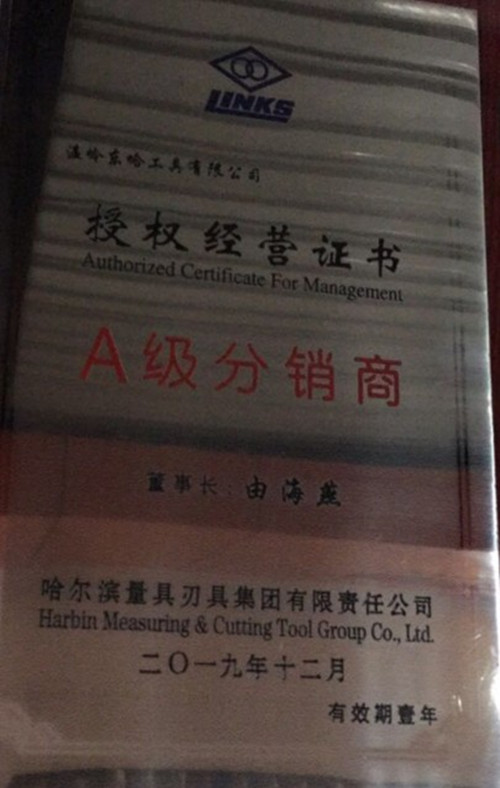 LINKS
温岭东哈工具有限公司
授权经营证书
Authorized Certificate For Management
A级分销商
董事长:由海燕
哈尔滨量具刃具集团有限责任公司
Harbin Measuring & Cutting Tool Group Co., Ltd.
二〇一九年十二月
有效期壹年